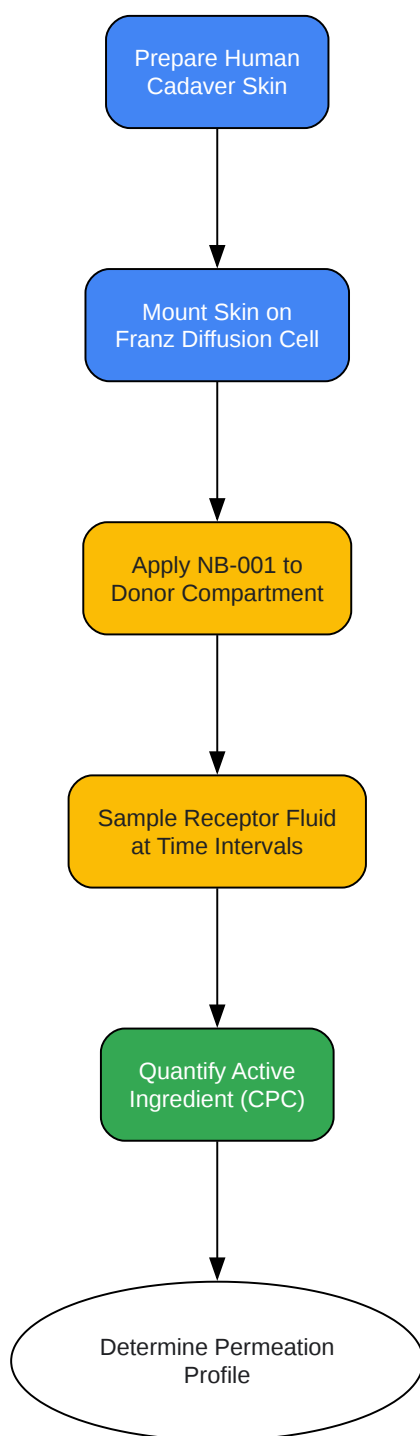 Prepare Human
Cadaver Skin
Mount Skin on
Franz Diffusion Cell
Apply NB-001 to
Donor Compartment
Sample Receptor Fluid
at Time Intervals
Quantify Active
Ingredient (CPC)
Determine Permeation
Profile